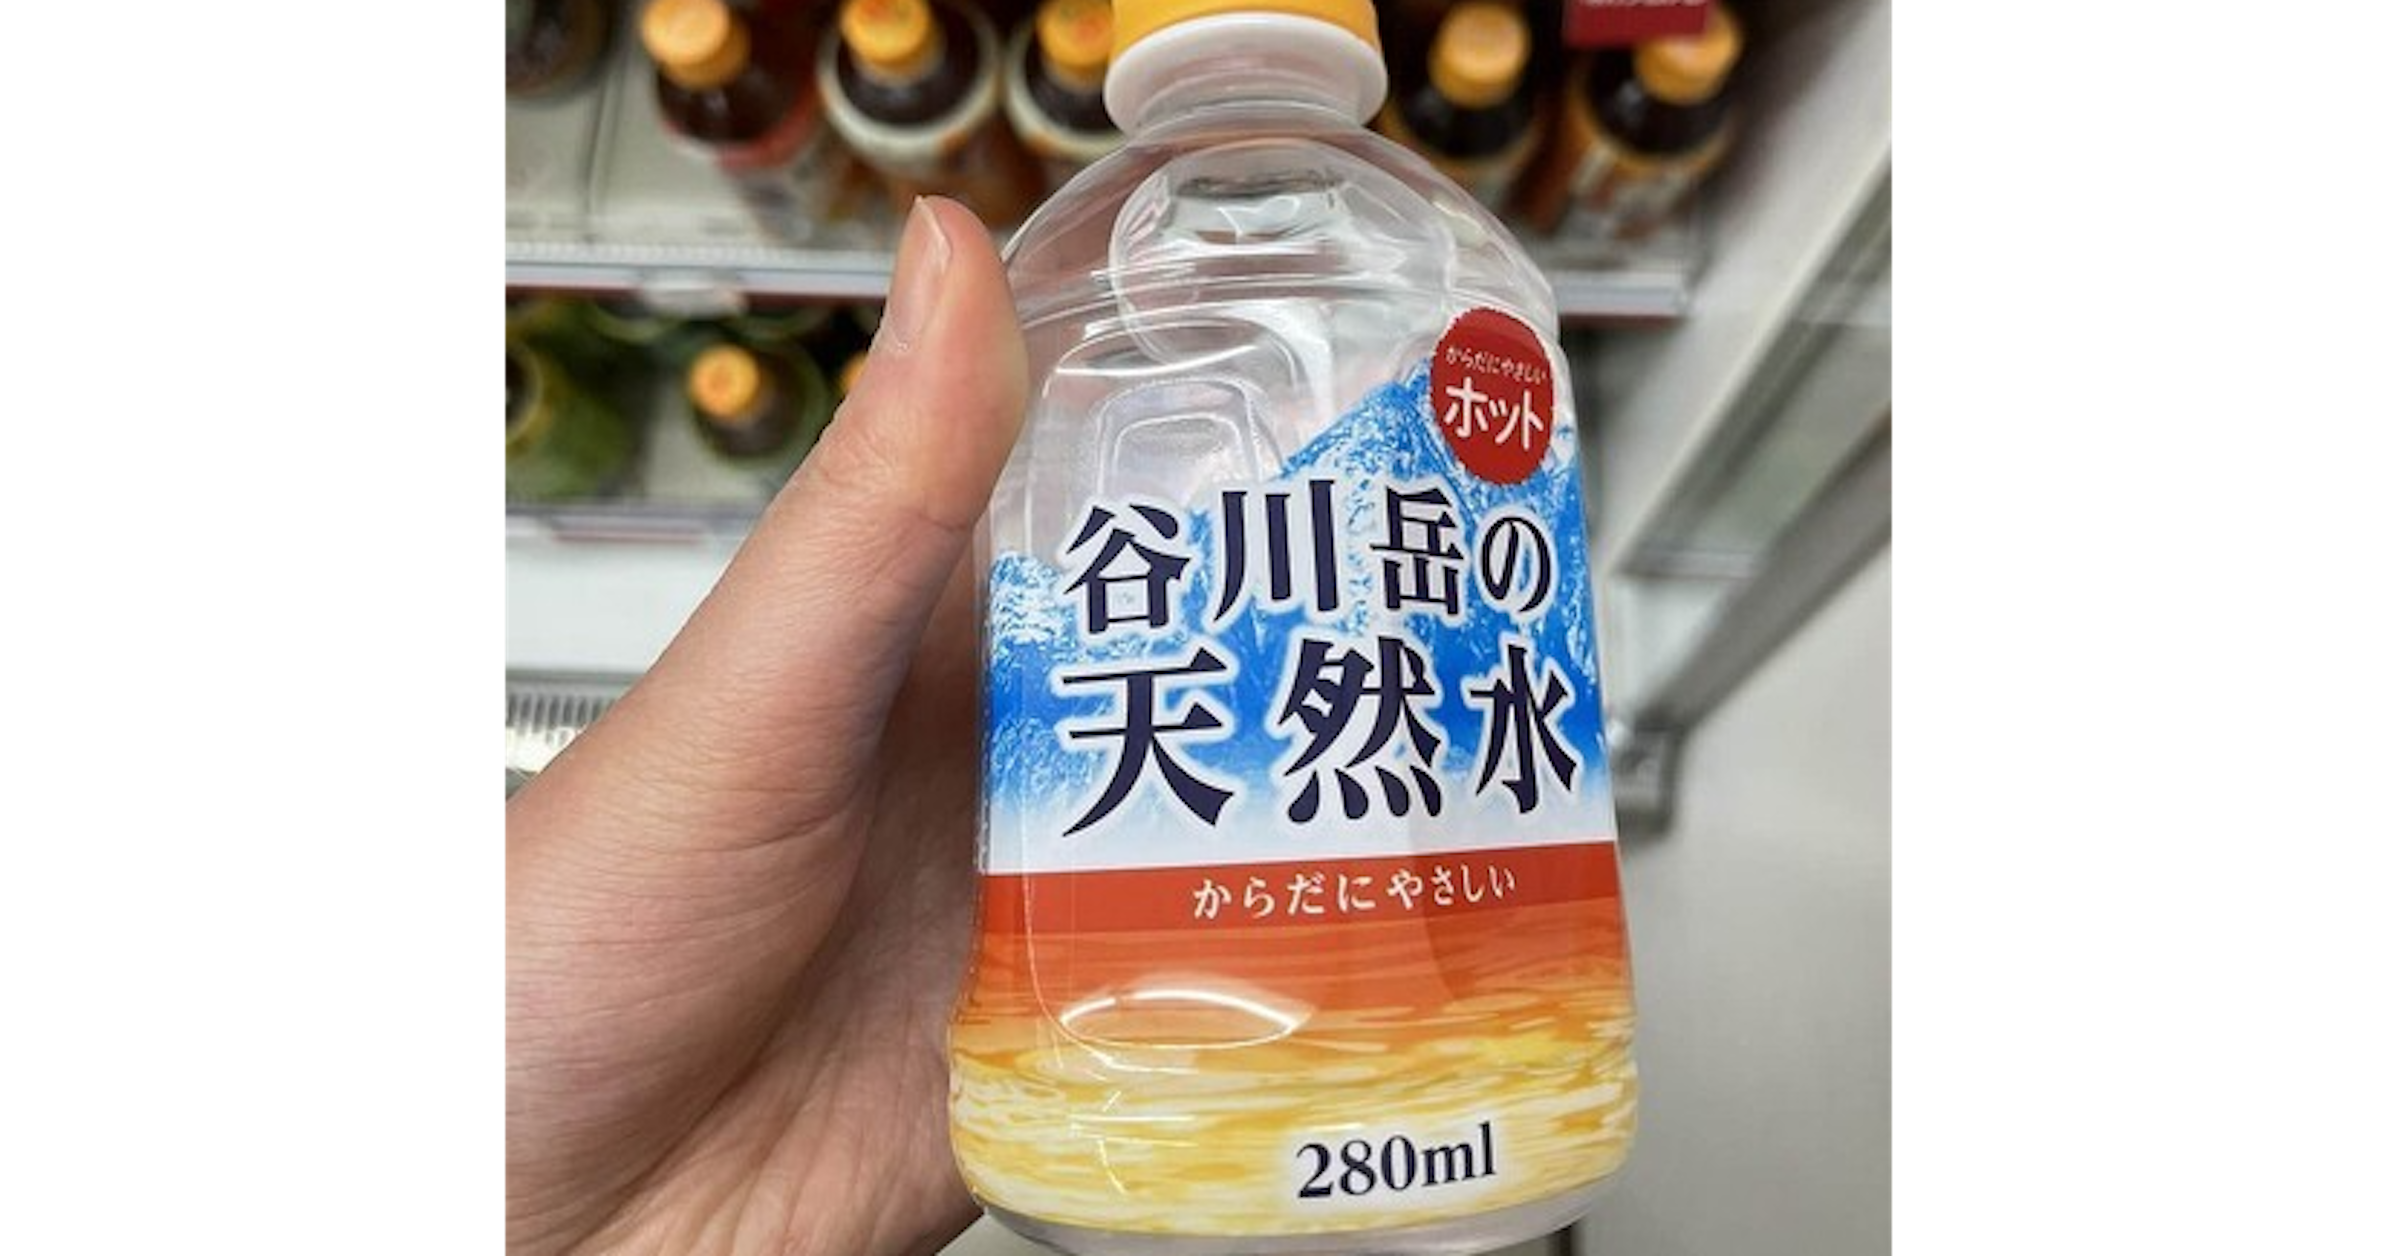 からだにやさしい
ホット
谷川岳の
天然水
からだにやさしい
280ml